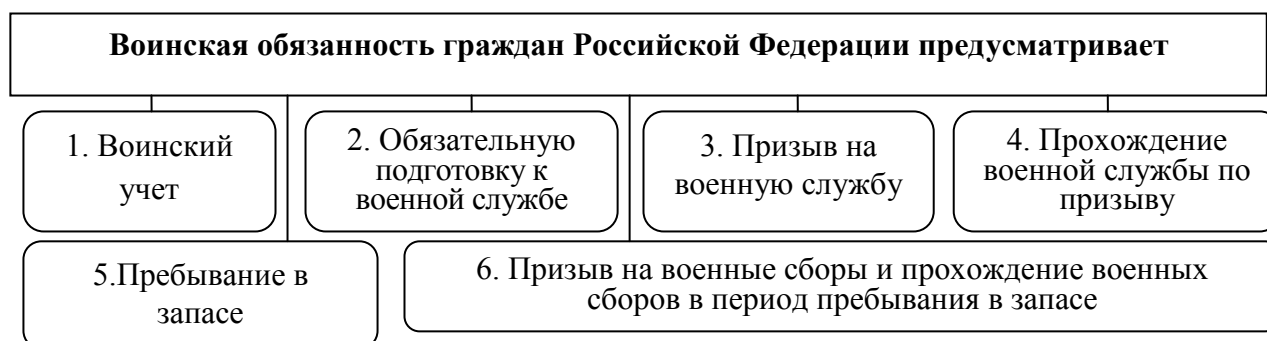 Воинская обязанность граждан Российской Федерации предусматривает
1. Воинский
учет
2. Обязательную
подготовку к
военной службе
3. Призыв на
военную службу
4. Прохождение
военной службы по
призыву
5.Пребывание в
запасе
6. Призыв на военные сборы и прохождение военных
сборов в период пребывания в запасе